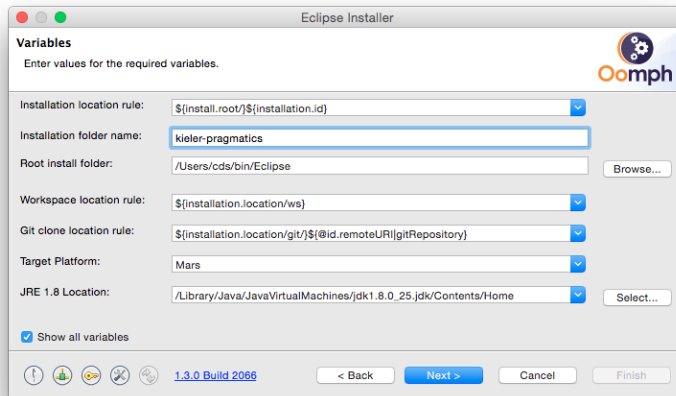 Eclipse Installer
Variables
Enter values for the required variables.
Oomph
Installation location rule: ${install.root/}${installation.id}
Installation folder name: kieler-pragmatics
Root install folder: /Users/cds/bin/Eclipse Browse...
Workspace location rule: ${installation.location/ws}
Git clone location rule: ${installation.location/git/}${@id.remoteURI|gitRepository}
Target Platform: Mars
JRE 1.8 Location: /Library/Java/JavaVirtualMachines/jdk1.8.0_25.jdk/Contents/Home Select...
Show all variables
1.3.0 Build 2066 < Back Next > Cancel Finish